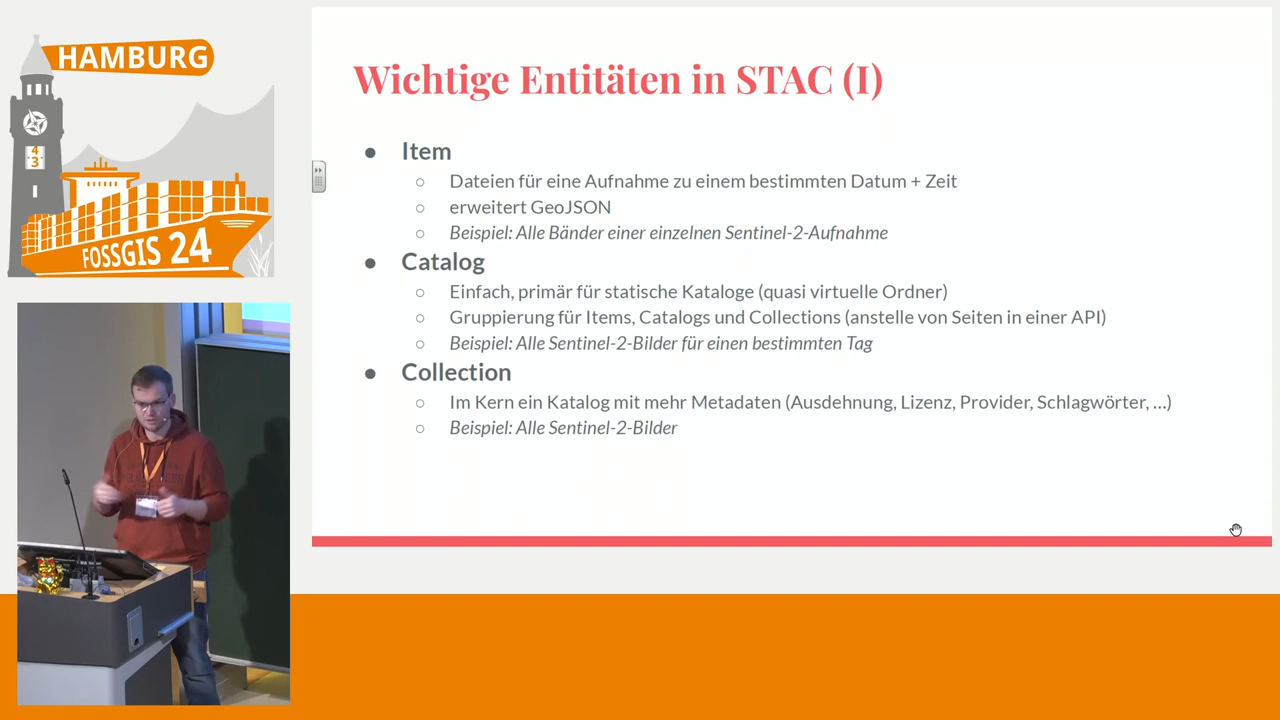 HAMBURG
4
3
FOSSGIS 24
Wichtige Entitäten in STAC (I)
● Item
○ Dateien für eine Aufnahme zu einem bestimmten Datum + Zeit
○ erweitert GeoJSON
○ Beispiel: Alle Bänder einer einzelnen Sentinel-2-Aufnahme
● Catalog
○ Einfach, primär für statische Kataloge (quasi virtuelle Ordner)
○ Gruppierung für Items, Catalogs und Collections (anstelle von Seiten in einer API)
○ Beispiel: Alle Sentinel-2-Bilder für einen bestimmten Tag
● Collection
○ Im Kern ein Katalog mit mehr Metadaten (Ausdehnung, Lizenz, Provider, Schlagwörter, …)
○ Beispiel: Alle Sentinel-2-Bilder